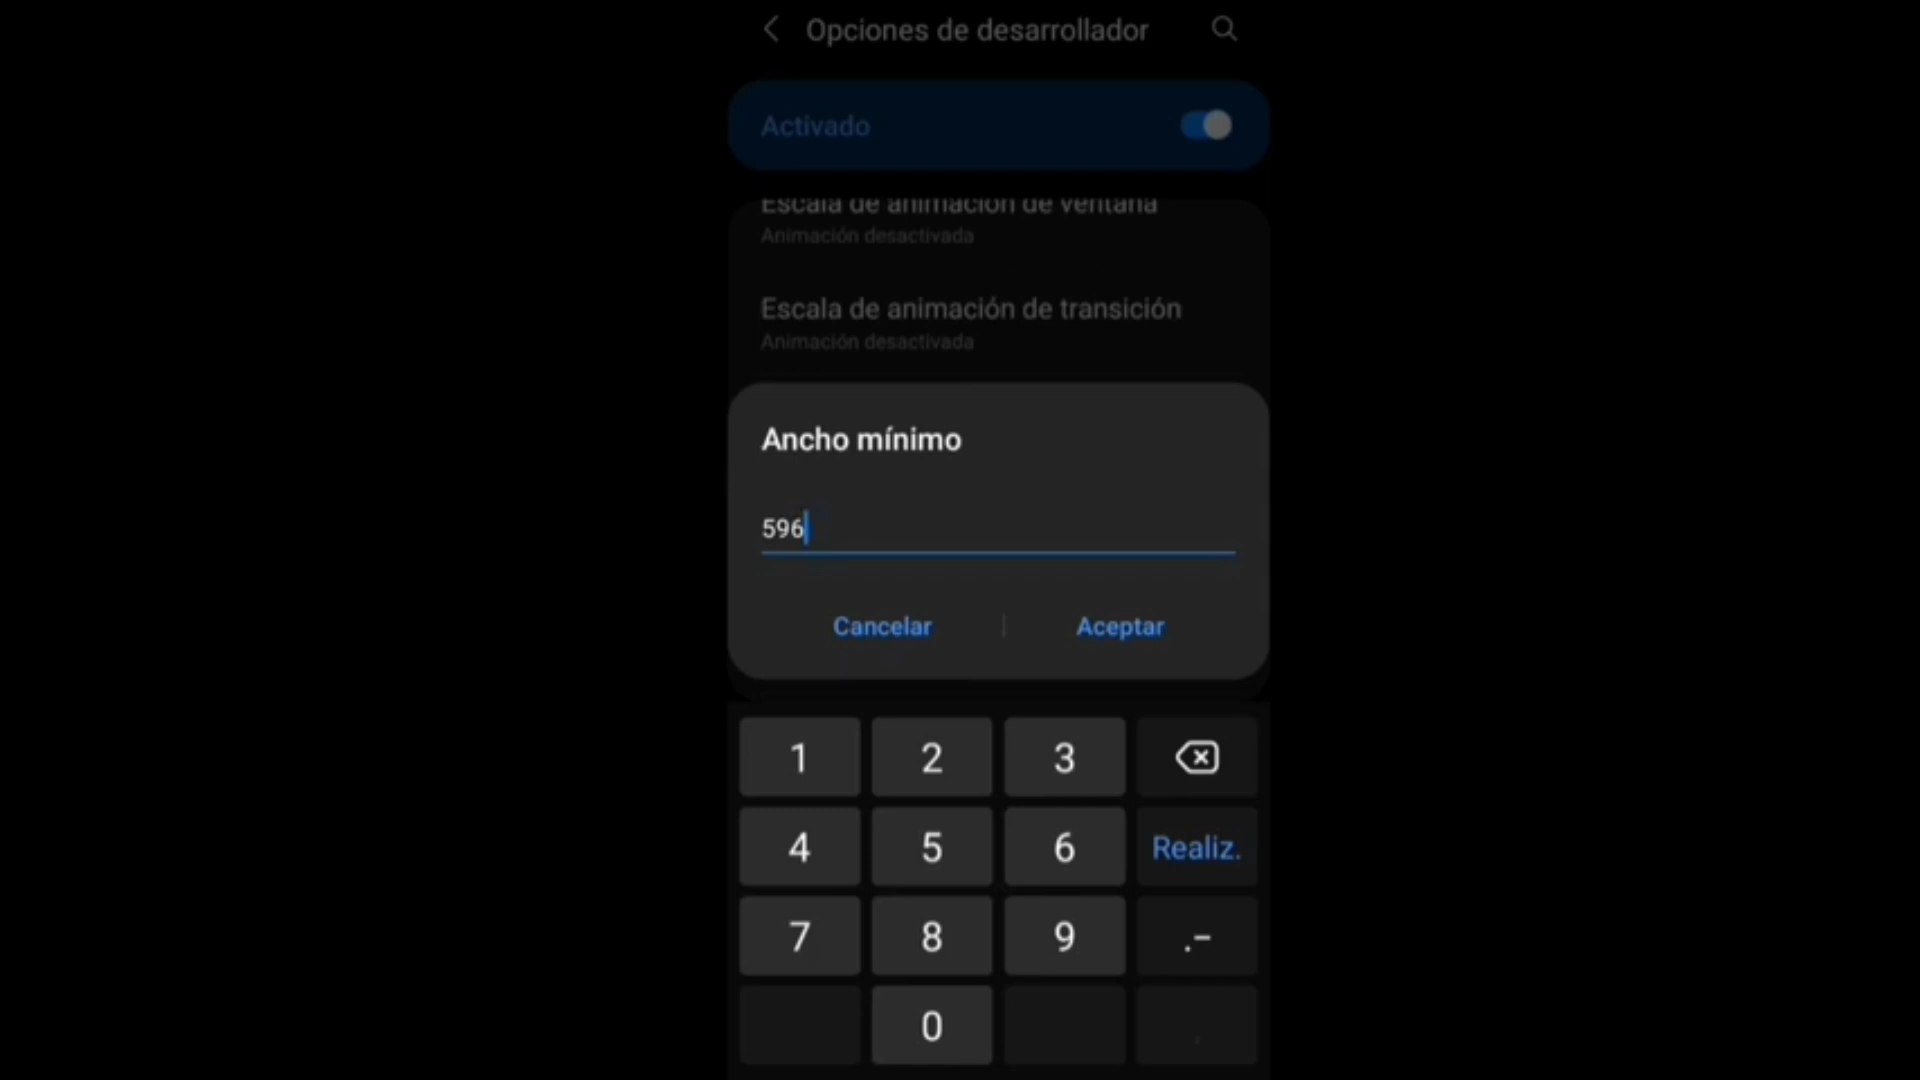 Opciones de desarrollador
Activado
Escala de animación de ventana
Animación desactivada
Escala de animación de transición
Animación desactivada
Ancho mínimo
596
Cancelar
Aceptar
1 2 3
4 5 6 Realiz.
7 8 9 .-
0 ,